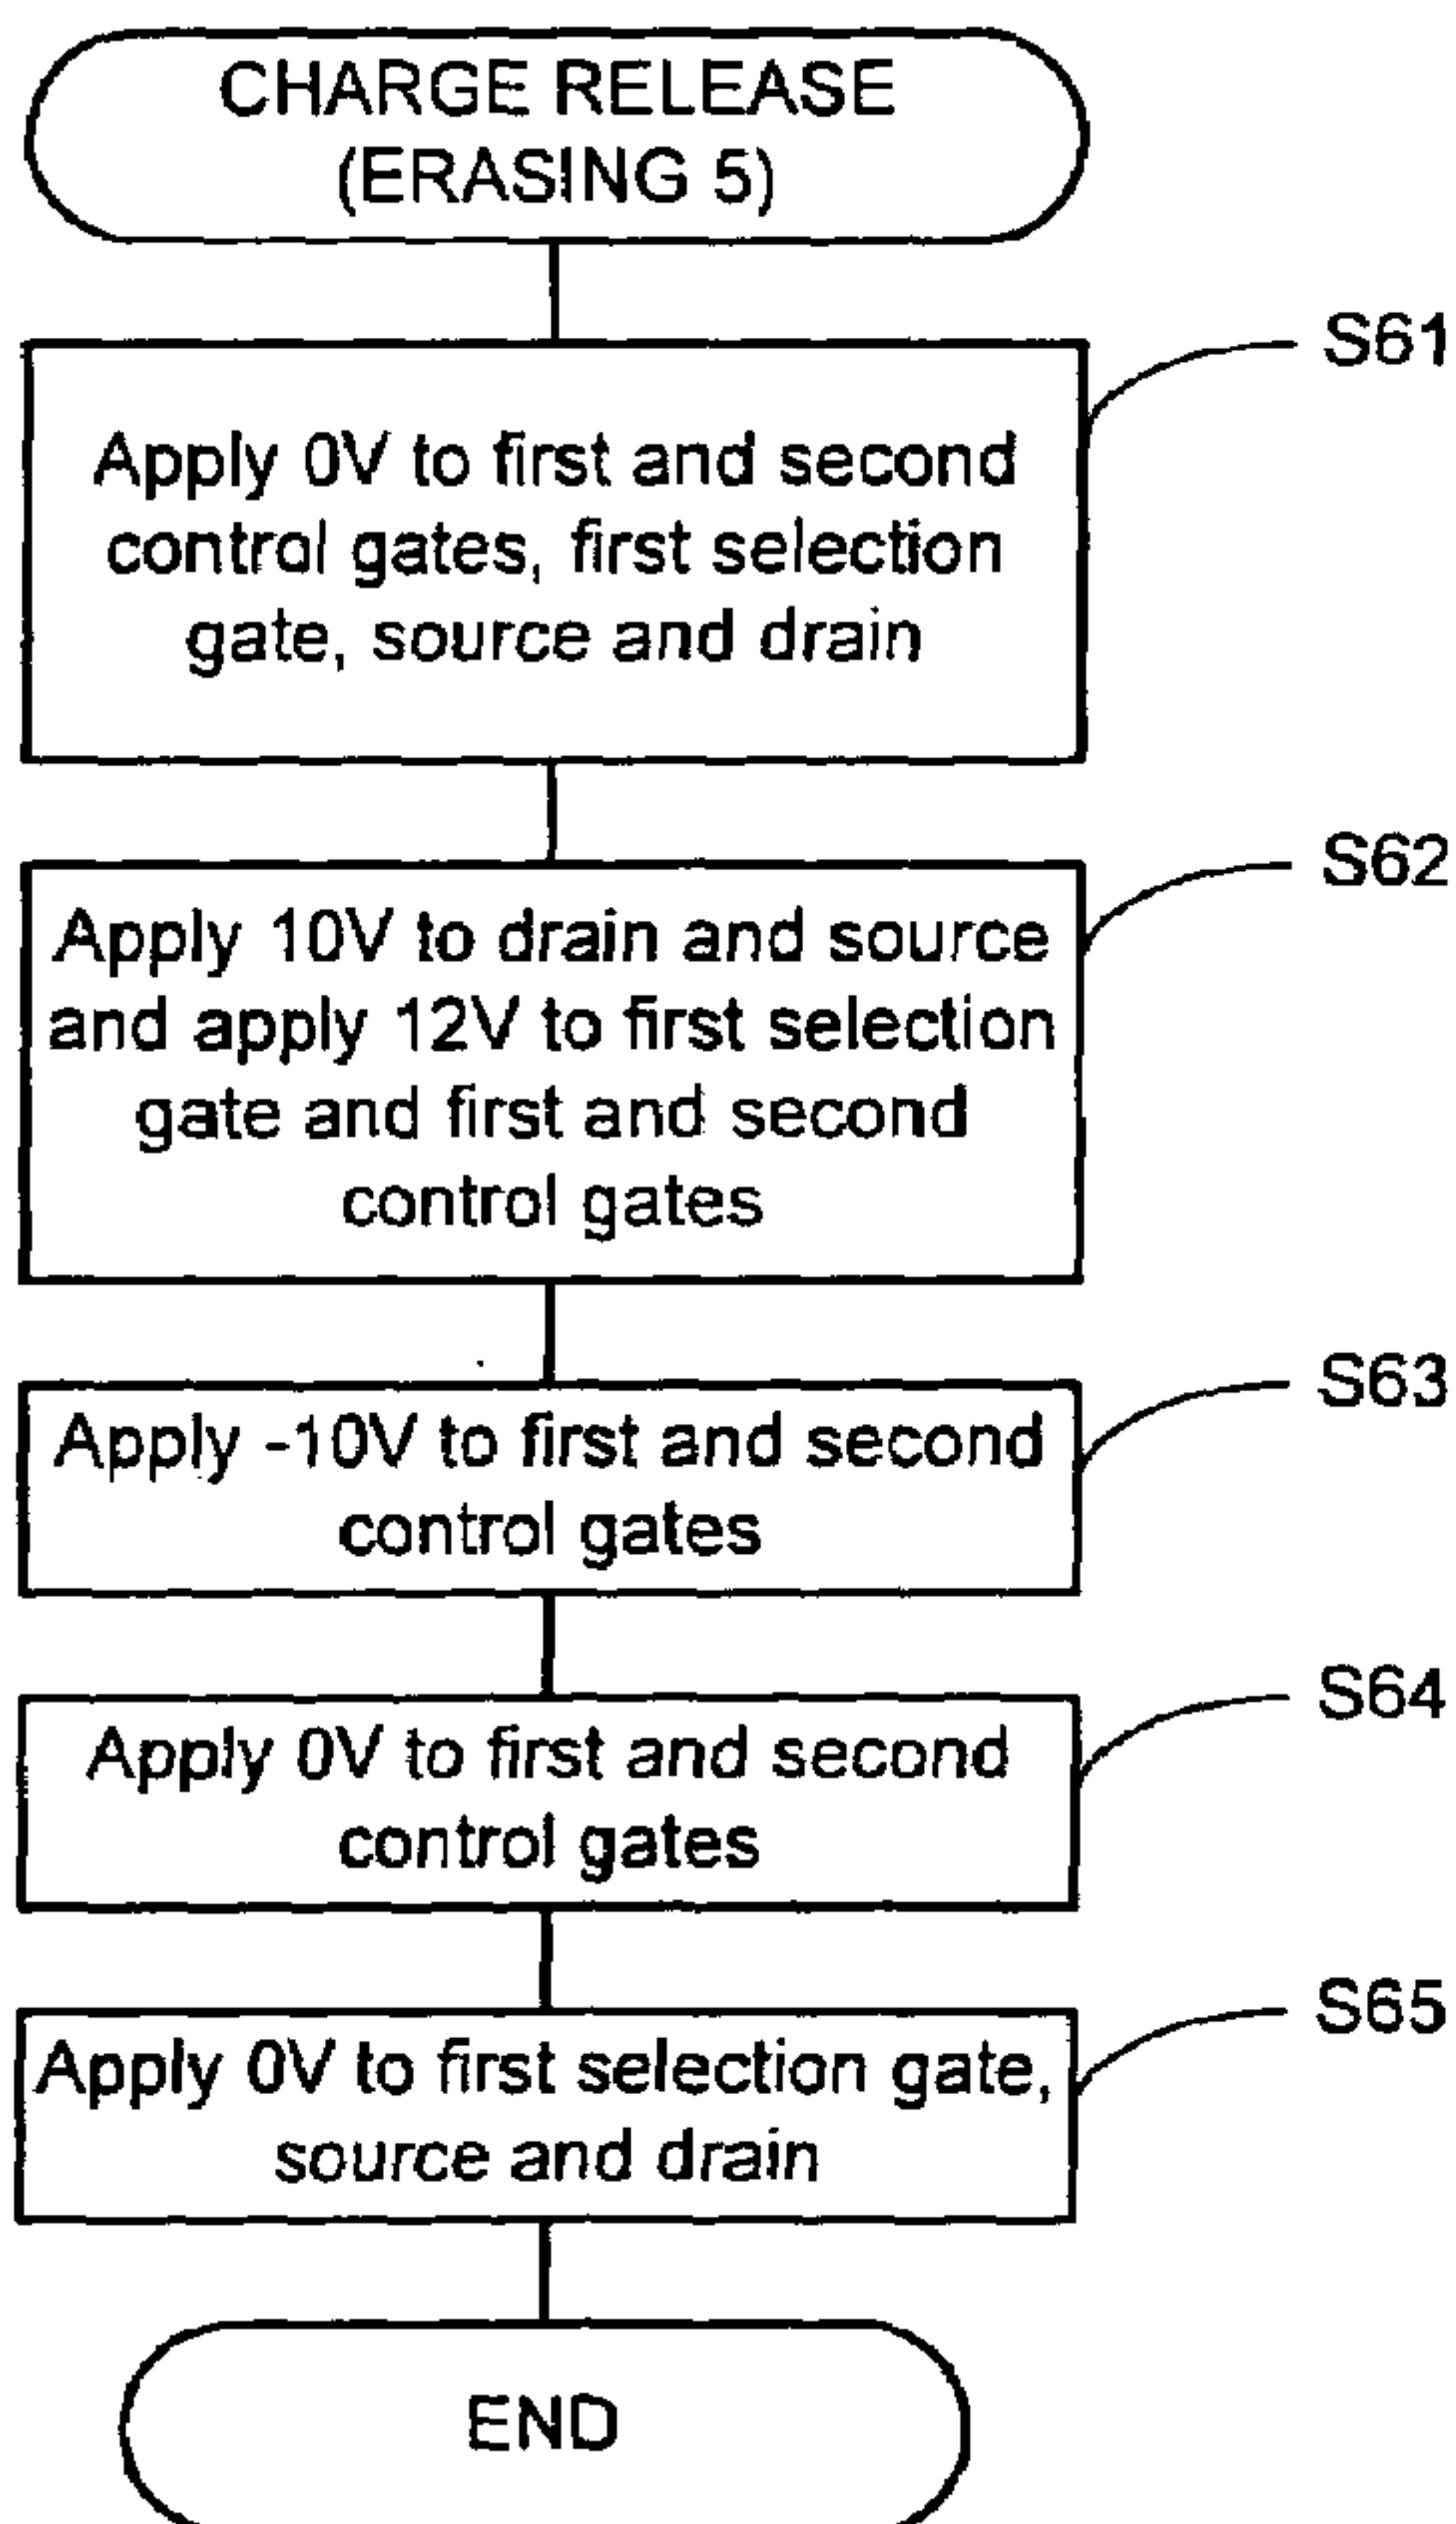 CHARGE RELEASE
(ERASING 5)
S61
Apply 0V to first and second
control gates, first selection
gate, source and drain
S62
Apply 10V to drain and source
and apply 12V to first selection
gate and first and second
control gates
S63
Apply -10V to first and second
control gates
S64
Apply 0V to first and second
control gates
S65
Apply 0V to first selection gate,
source and drain
END